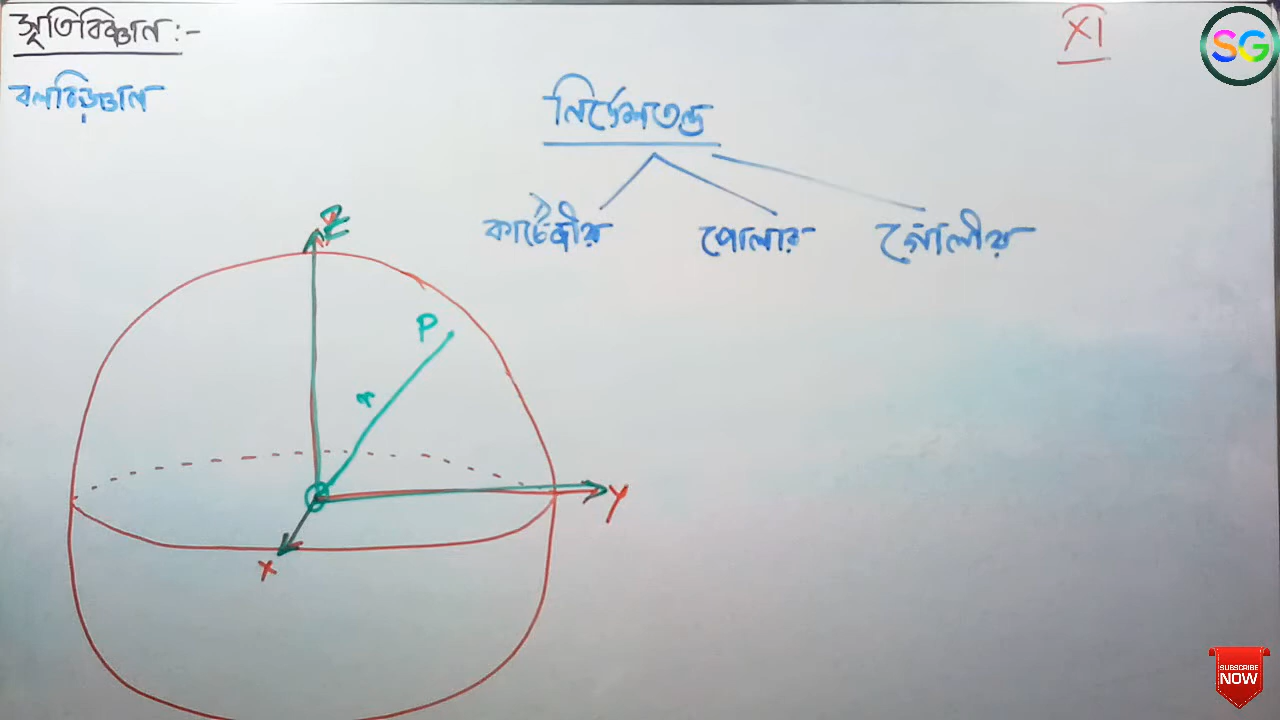 সৃতিবিজ্ঞান :-
XI
SG
বলবিজ্ঞান
নির্দেশতন্ত্র
কার্টেজীয় পোলার গোলীয়
Z
P
r
Y
X
SUBSCRIBE
NOW